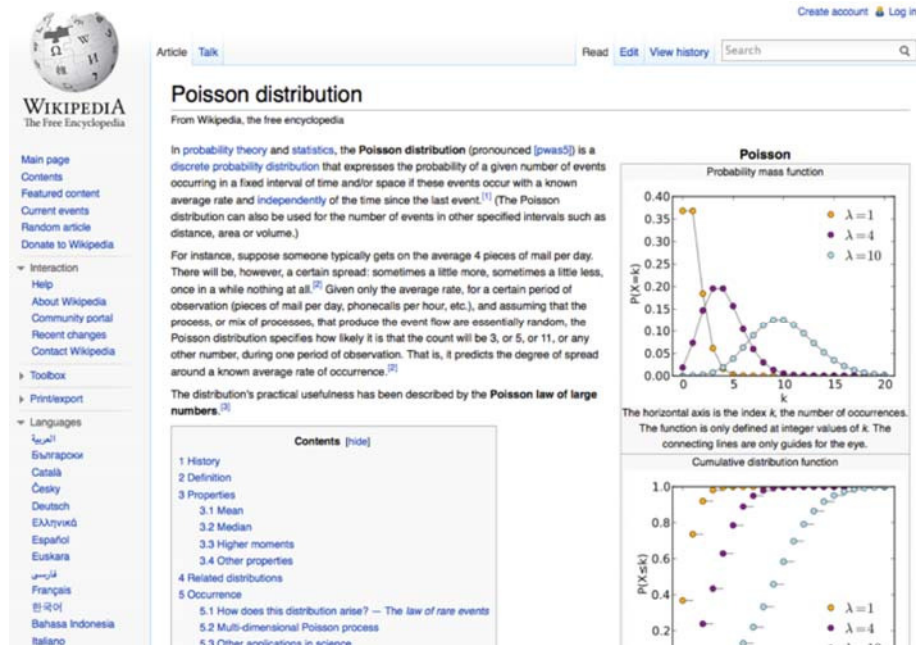 Create account Log in
Article Talk
Read Edit View history Search
WIKIPEDIA
The Free Encyclopedia
Main page
Contents
Featured content
Current events
Random article
Donate to Wikipedia
Interaction
Help
About Wikipedia
Community portal
Recent changes
Contact Wikipedia
Toolbox
Print/export
Languages
العربية
Български
Català
Česky
Deutsch
Ελληνικά
Español
Euskara
فارسی
Français
한국어
Bahasa Indonesia
Italiano
Poisson distribution
From Wikipedia, the free encyclopedia
In probability theory and statistics, the Poisson distribution (pronounced [pwasɔ̃]) is a
discrete probability distribution that expresses the probability of a given number of events
occurring in a fixed interval of time and/or space if these events occur with a known
average rate and independently of the time since the last event.[1] (The Poisson
distribution can also be used for the number of events in other specified intervals such as
distance, area or volume.)
For instance, suppose someone typically gets on the average 4 pieces of mail per day.
There will be, however, a certain spread: sometimes a little more, sometimes a little less,
once in a while nothing at all.[2] Given only the average rate, for a certain period of
observation (pieces of mail per day, phonecalls per hour, etc.), and assuming that the
process, or mix of processes, that produce the event flow are essentially random, the
Poisson distribution specifies how likely it is that the count will be 3, or 5, or 11, or any
other number, during one period of observation. That is, it predicts the degree of spread
around a known average rate of occurrence.[2]
The distribution's practical usefulness has been described by the Poisson law of large
numbers.[3]
Contents [hide]
1 History
2 Definition
3 Properties
3.1 Mean
3.2 Median
3.3 Higher moments
3.4 Other properties
4 Related distributions
5 Occurrence
5.1 How does this distribution arise? — The law of rare events
5.2 Multi-dimensional Poisson process
5.3 Other applications in science
Poisson
Probability mass function
0.40
0.35
0.30
0.25
0.20
0.15
0.10
0.05
0.00
P(X=k)
λ=1
λ=4
λ=10
0 5 10 15 20
k
The horizontal axis is the index k, the number of occurrences.
The function is only defined at integer values of k. The
connecting lines are only guides for the eye.
Cumulative distribution function
1.0
0.8
0.6
0.4
0.2
P(X≤k)
λ=1
λ=4